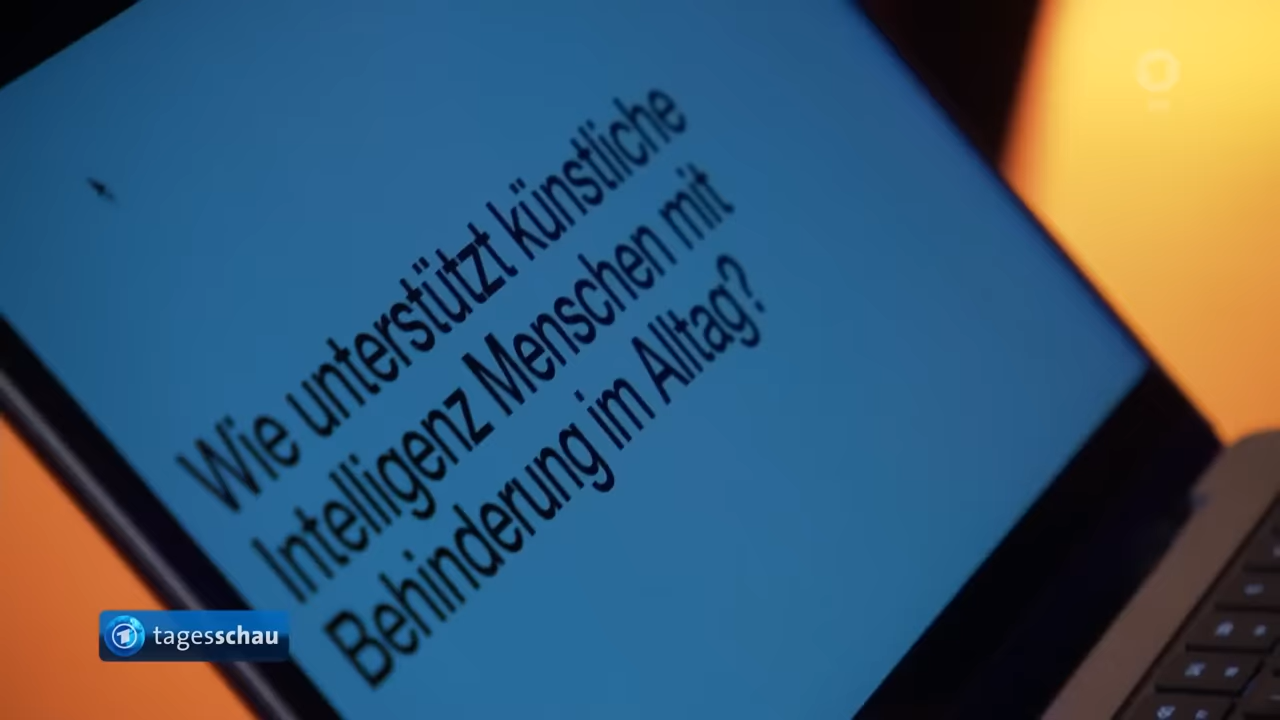 Wie unterstützt künstliche
Intelligenz Menschen mit
Behinderung im Alltag?
tagesschau